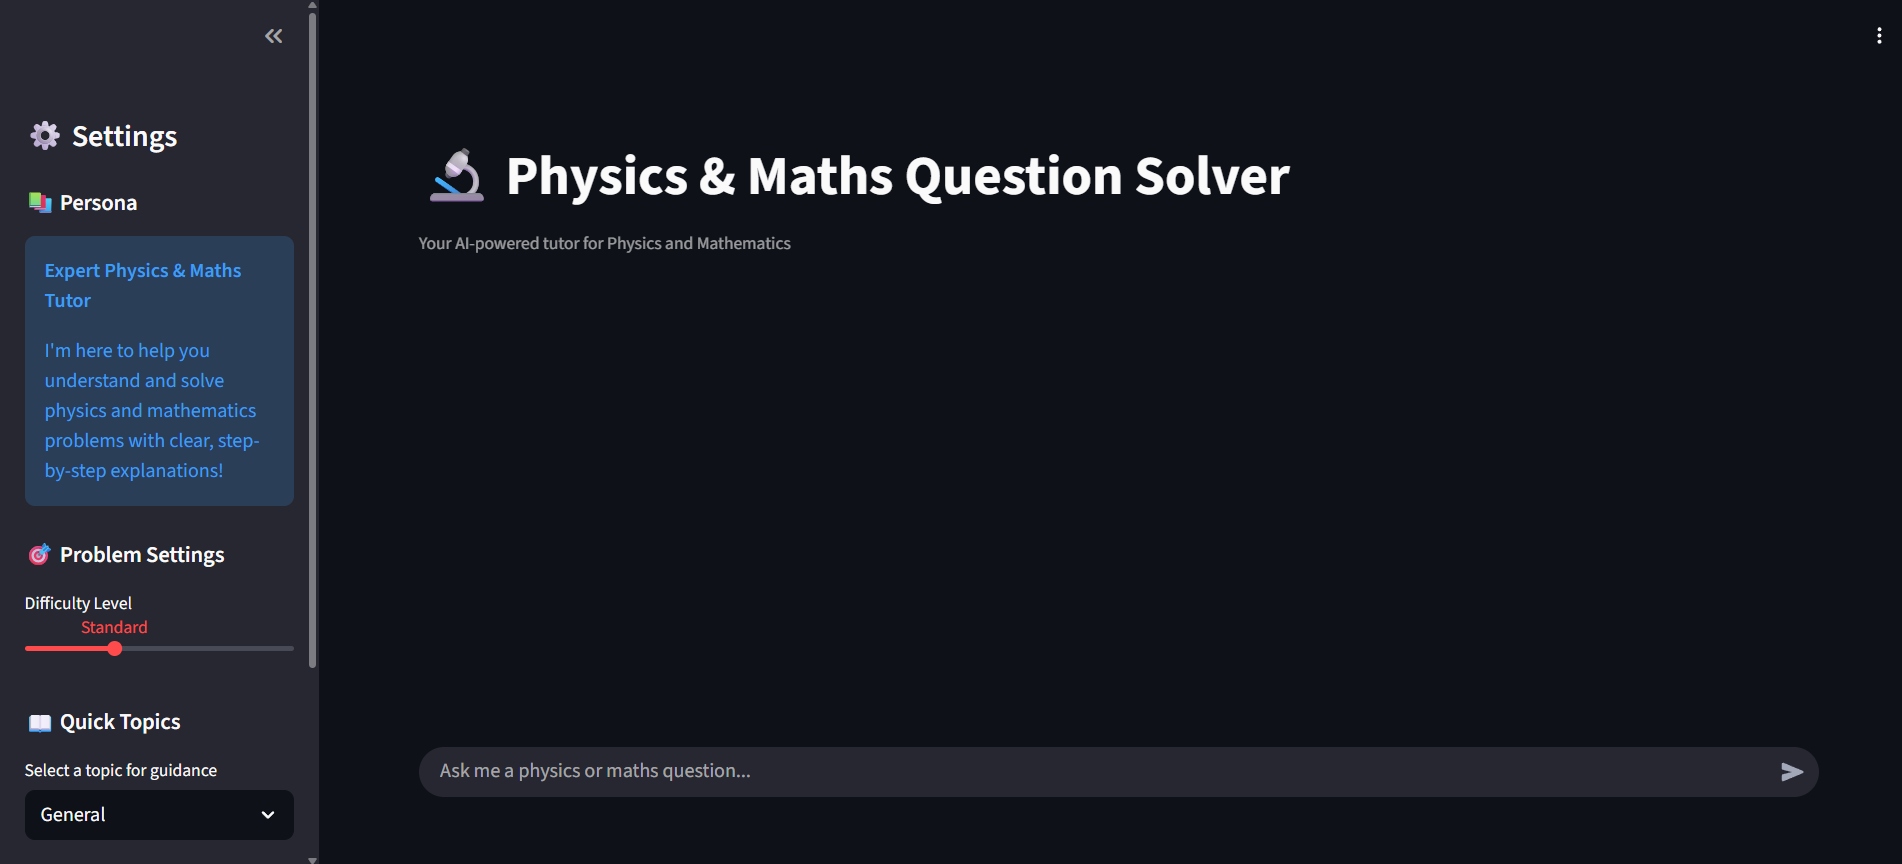 Settings
Persona
Expert Physics & Maths
Tutor
I'm here to help you
understand and solve
physics and mathematics
problems with clear, step-
by-step explanations!
Problem Settings
Difficulty Level
Standard
Quick Topics
Select a topic for guidance
General
Physics & Maths Question Solver
Your AI-powered tutor for Physics and Mathematics
Ask me a physics or maths question...